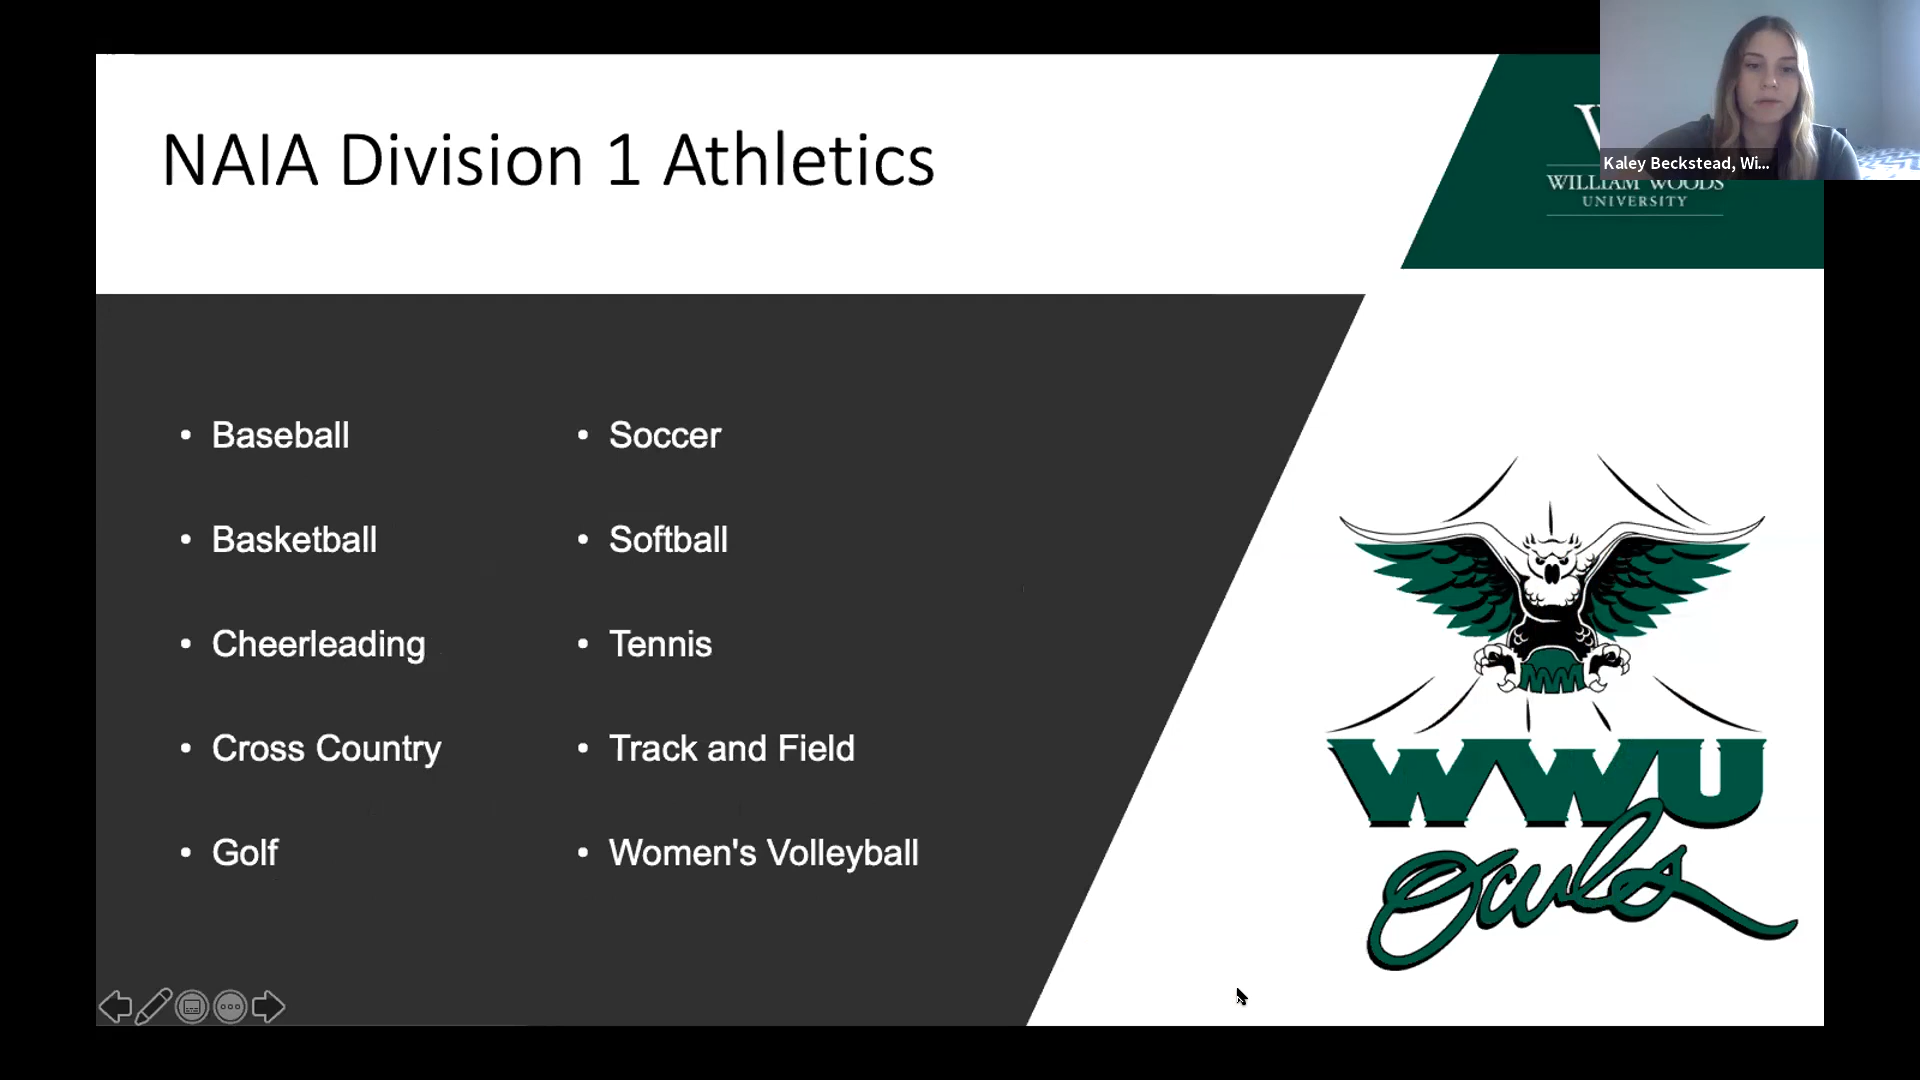 NAIA Division 1 Athletics
WILLIAM WOODS
UNIVERSITY
Kaley Beckstead, Wi...
• Baseball
• Basketball
• Cheerleading
• Cross Country
• Golf
• Soccer
• Softball
• Tennis
• Track and Field
• Women's Volleyball
WWU
Owls